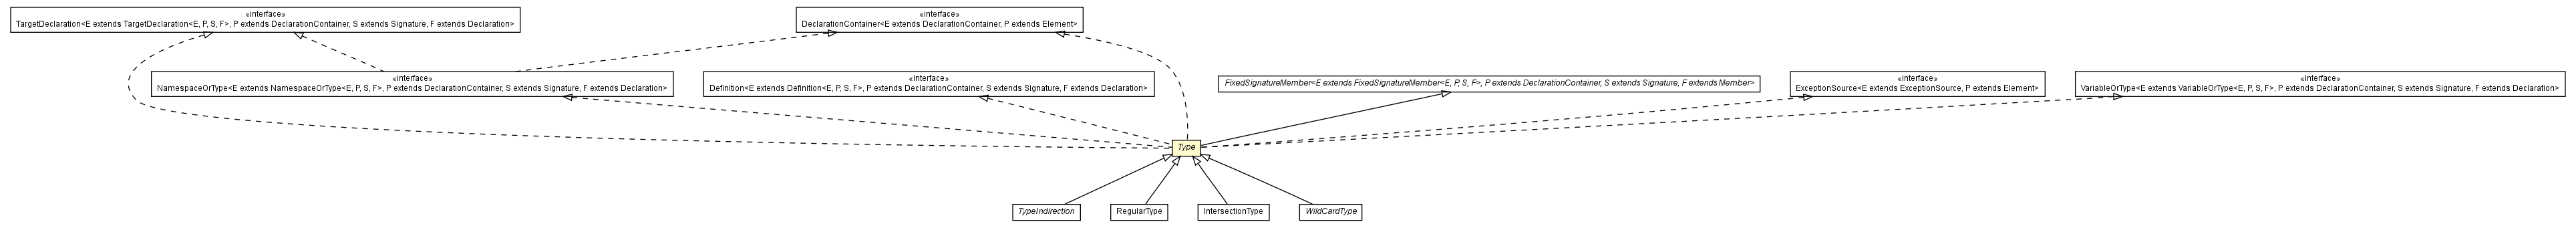 «interface»
TargetDeclaration<E extends TargetDeclaration<E, P, S, F>, P extends DeclarationContainer, S extends Signature, F extends Declaration>
«interface»
DeclarationContainer<E extends DeclarationContainer, P extends Element>
«interface»
NamespaceOrType<E extends NamespaceOrType<E, P, S, F>, P extends DeclarationContainer, S extends Signature, F extends Declaration>
«interface»
Definition<E extends Definition<E, P, S, F>, P extends DeclarationContainer, S extends Signature, F extends Declaration>
FixedSignatureMember<E extends FixedSignatureMember<E, P, S, F>, P extends DeclarationContainer, S extends Signature, F extends Member>
«interface»
ExceptionSource<E extends ExceptionSource, P extends Element>
«interface»
VariableOrType<E extends VariableOrType<E, P, S, F>, P extends DeclarationContainer, S extends Signature, F extends Declaration>
Type
TypeIndirection
RegularType
IntersectionType
WildCardType